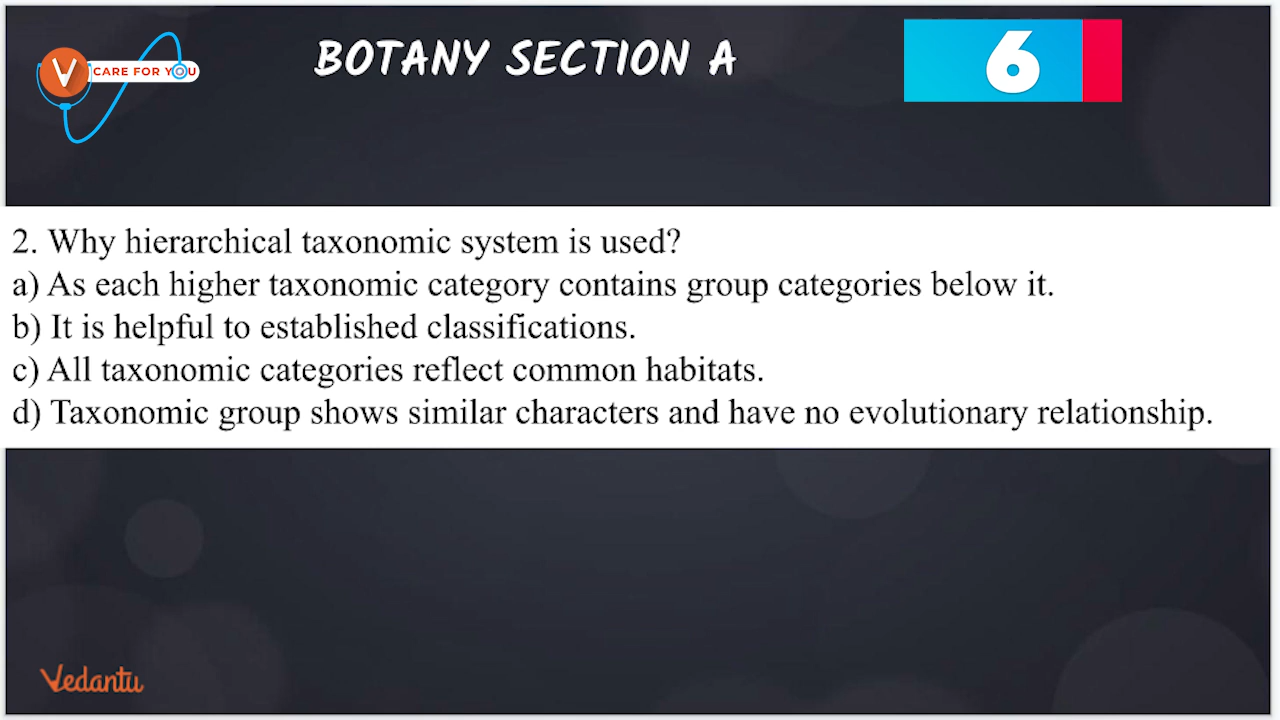 BOTANY SECTION A
6
V CARE FOR YOU
2. Why hierarchical taxonomic system is used?
a) As each higher taxonomic category contains group categories below it.
b) It is helpful to established classifications.
c) All taxonomic categories reflect common habitats.
d) Taxonomic group shows similar characters and have no evolutionary relationship.
Vedantu